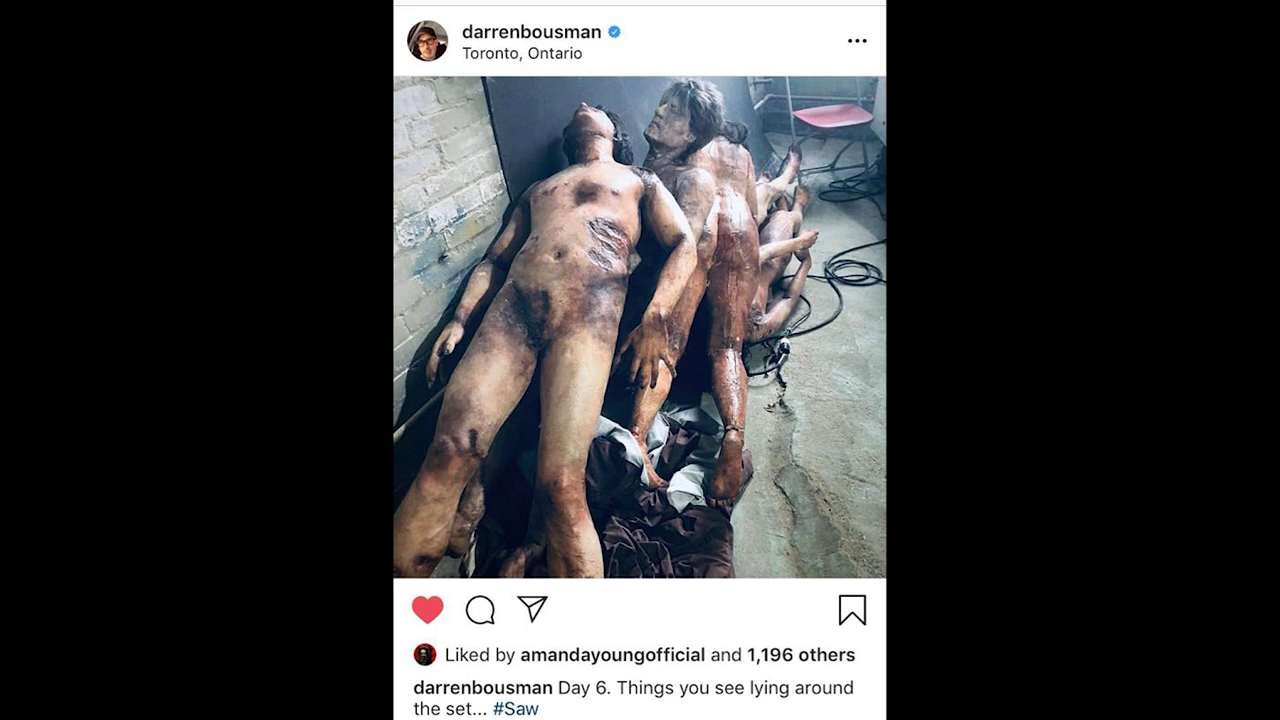 darrenbousman
Toronto, Ontario
Liked by amandayoungofficial and 1,196 others
darrenbousman Day 6. Things you see lying around
the set... #Saw